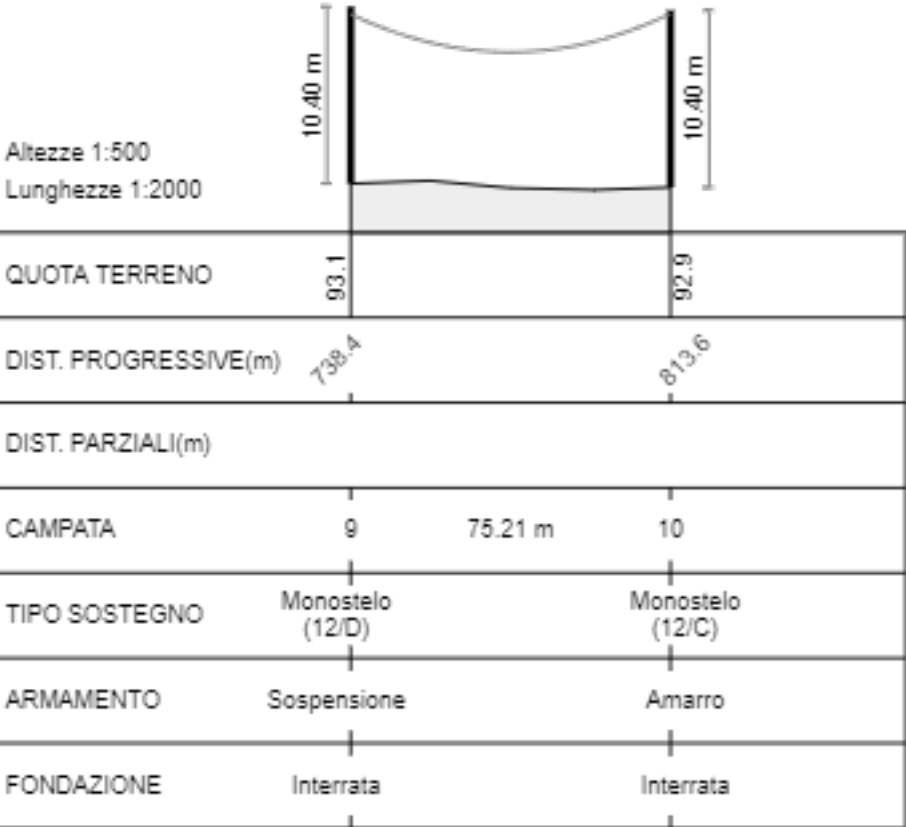 10.40 m
10.40 m
Altezze 1:500
Lunghezze 1:2000
QUOTA TERRENO 93.1 92.9
DIST. PROGRESSIVE(m) 738.4 813.6
DIST. PARZIALI(m)
CAMPATA 9 75.21 m 10
TIPO SOSTEGNO Monostelo Monostelo
(12/D) (12/C)
ARMAMENTO Sospensione Amarro
FONDAZIONE Interrata Interrata